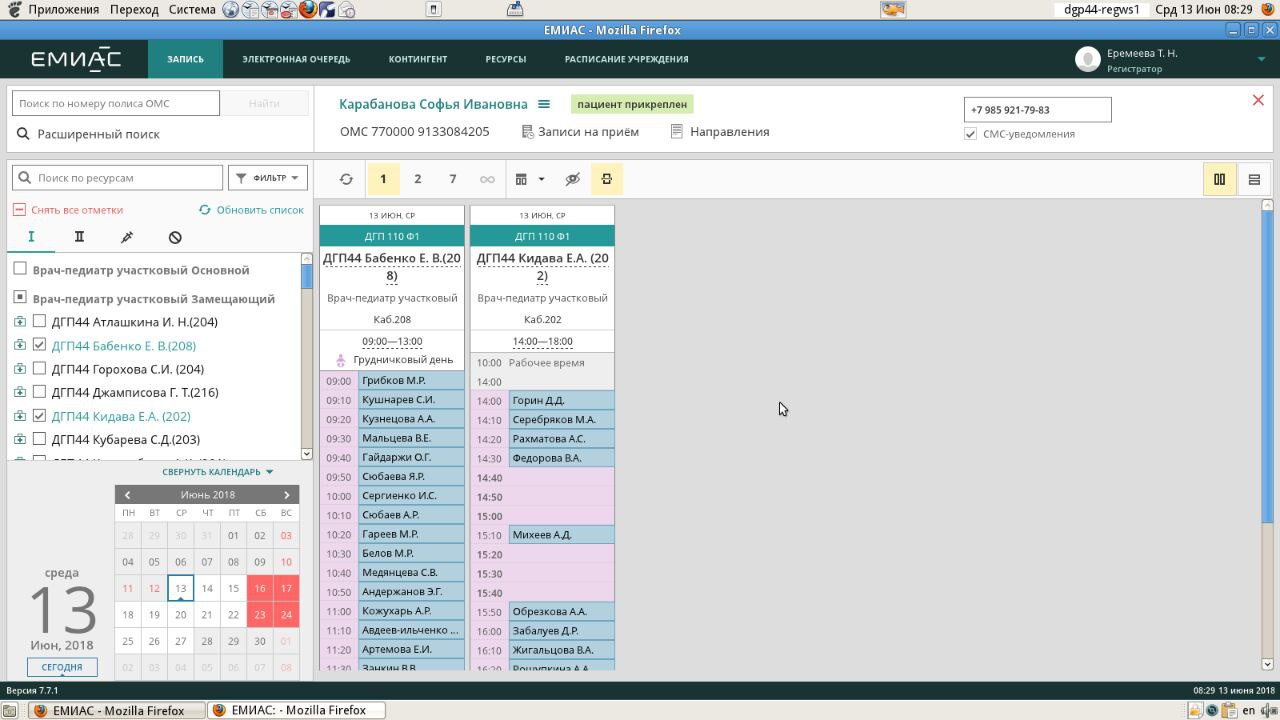 Приложения Переход Система
dgp44-regws1 Срд 13 Июн 08:29
ЕМИАС - Mozilla Firefox
ЕМИАС ЗАПИСЬ ЭЛЕКТРОННАЯ ОЧЕРЕДЬ КОНТИНГЕНТ РЕСУРСЫ РАСПИСАНИЕ УЧРЕЖДЕНИЯ
Еремеева Т. Н.
Регистратор
Поиск по номеру полиса ОМС Найти
Расширенный поиск
Карабанова Софья Ивановна пациент прикреплен
ОМС 770000 9133084205 Записи на приём Направления
+7 985 921-79-83
СМС-уведомления
Поиск по ресурсам ФИЛЬТР
Снять все отметки Обновить список
I II
Врач-педиатр участковый Основной
Врач-педиатр участковый Замещающий
ДГП44 Атлашкина И. Н.(204)
ДГП44 Бабенко Е. В.(208)
ДГП44 Горохова С.И. (204)
ДГП44 Джамписова Г. Т.(216)
ДГП44 Кидава Е.А. (202)
ДГП44 Кубарева С.Д.(203)
СВЕРНУТЬ КАЛЕНДАРЬ
Июнь 2018
ПН ВТ СР ЧТ ПТ СБ ВС
28 29 30 31 01 02 03
04 05 06 07 08 09 10
11 12 13 14 15 16 17
18 19 20 21 22 23 24
25 26 27 28 29 30 01
02 03 04 05 06 07 08
среда
13
Июн, 2018
СЕГОДНЯ
1 2 7
13 ИЮН, СР
ДГП 110 Ф1
ДГП44 Бабенко Е. В.(20
8)
Врач-педиатр участковый
Каб.208
09:00—13:00
Грудничковый день
09:00 Грибков М.Р.
09:10 Кушнарев С.И.
09:20 Кузнецова А.А.
09:30 Мальцева В.Е.
09:40 Гайдаржи О.Г.
09:50 Сюбаева Я.Р.
10:00 Сергиенко И.С.
10:10 Сюбаев А.Р.
10:20 Гареев М.Р.
10:30 Белов М.Р.
10:40 Медянцева С.В.
10:50 Андержанов Э.Г.
11:00 Кожухарь А.Р.
11:10 Авдеев-ильченко ...
11:20 Артемова Е.И.
11:30 Занкин В.В.
13 ИЮН, СР
ДГП 110 Ф1
ДГП44 Кидава Е.А. (20
2)
Врач-педиатр участковый
Каб.202
14:00—18:00
10:00 Рабочее время
14:00
14:00 Горин Д.Д.
14:10 Серебряков М.А.
14:20 Рахматова А.С.
14:30 Федорова В.А.
14:40
14:50
15:00
15:10 Михеев А.Д.
15:20
15:30
15:40
15:50 Обрезкова А.А.
16:00 Забалуев Д.Р.
16:10 Жигальцова В.А.
16:20 Рощупкина А.А.
Версия 7.7.1
08:29 13 июня 2018
ЕМИАС - Mozilla Firefox
ЕМИАС: - Mozilla Firefox
en